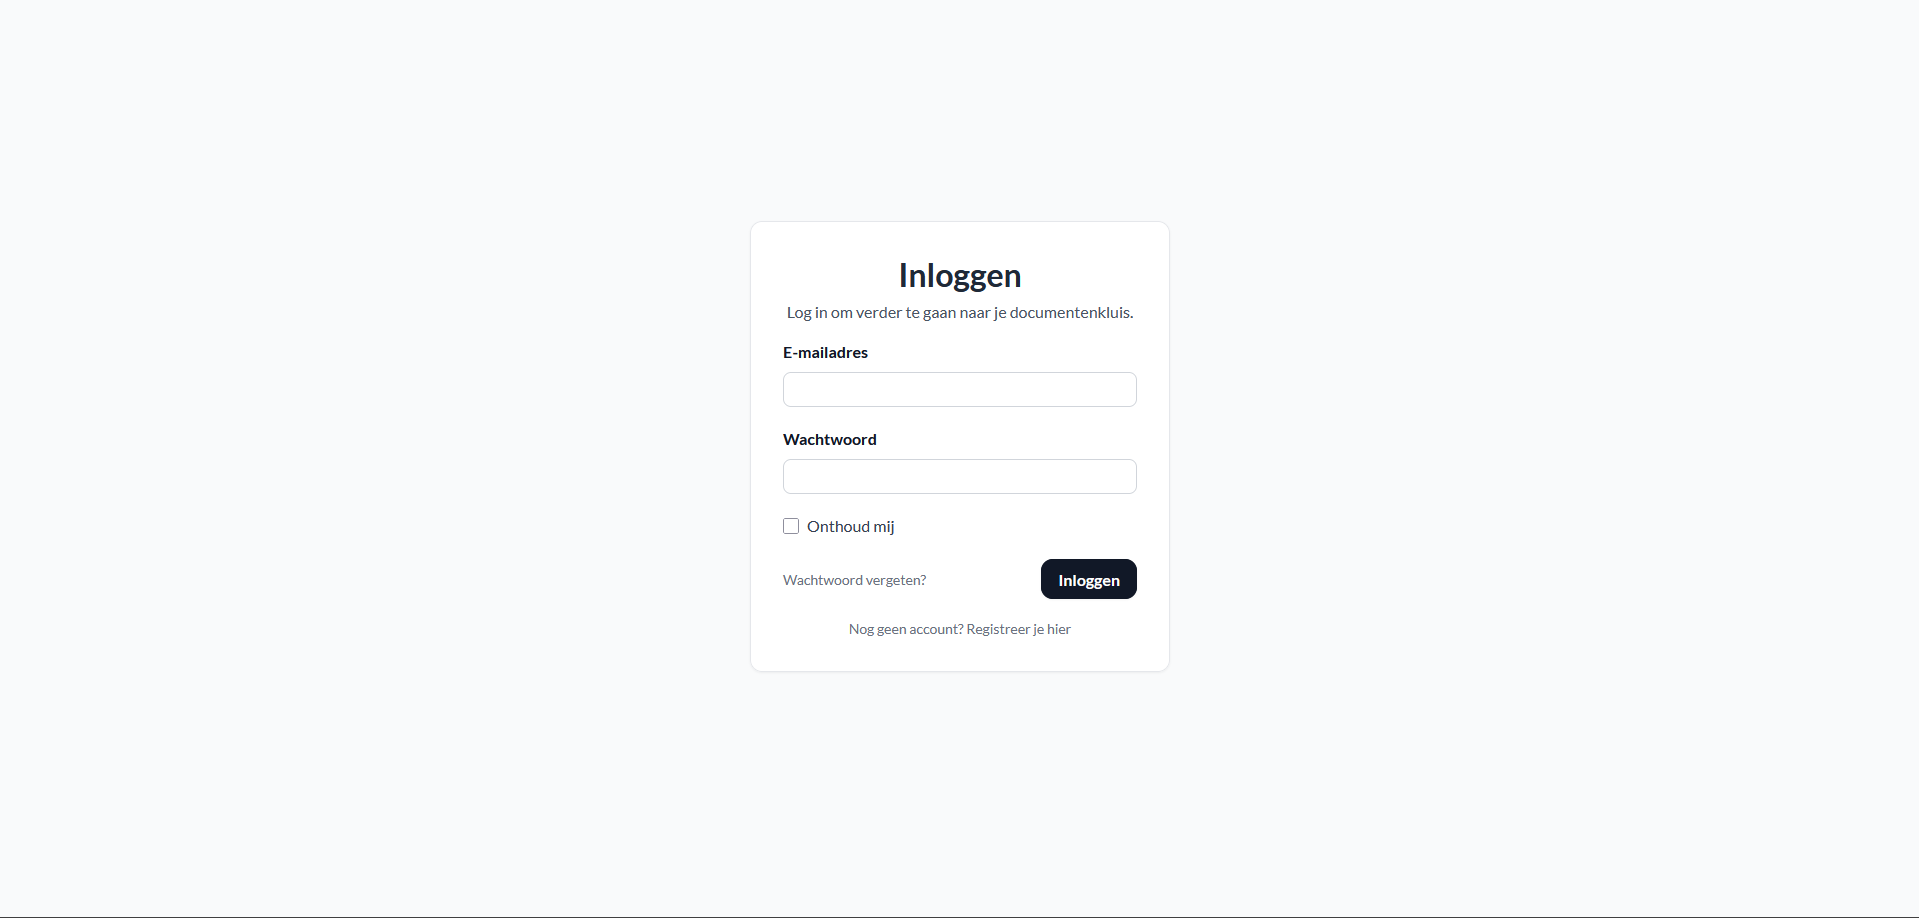 Inloggen
Log in om verder te gaan naar je documentenkluis.
E-mailadres
Wachtwoord
Onthoud mij
Wachtwoord vergeten?
Inloggen
Nog geen account? Registreer je hier